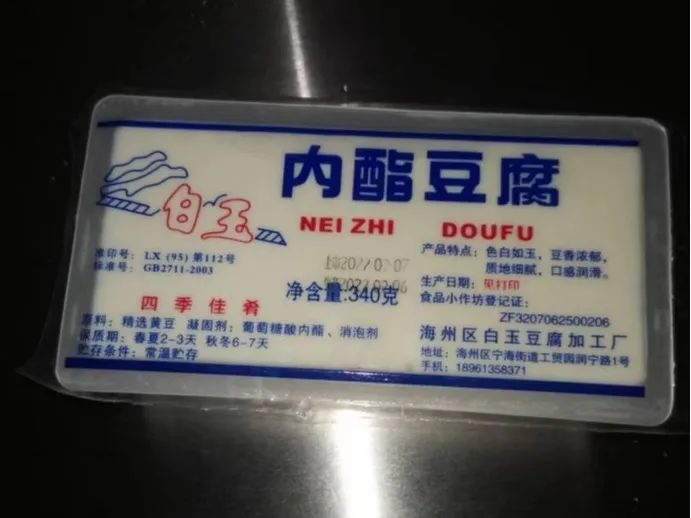 内酯豆腐
白玉
NEI ZHI DOUFU
准印号: LX (95) 第112号
标准号: GB2711-2003
四季佳肴
净含量:340克
原料: 精选黄豆 凝固剂: 葡萄糖酸内酯、消泡剂
保质期: 春夏2-3天 秋冬6-7天
贮存条件: 常温贮存
产品特点: 色白如玉,豆香浓郁,
质地细腻,口感润滑。
生产日期: 见打印
食品小作坊登记证:
ZF3207062500206
海州区白玉豆腐加工厂
地址: 海州区宁海街道工贸园润宁路1号
手机: 18961358371